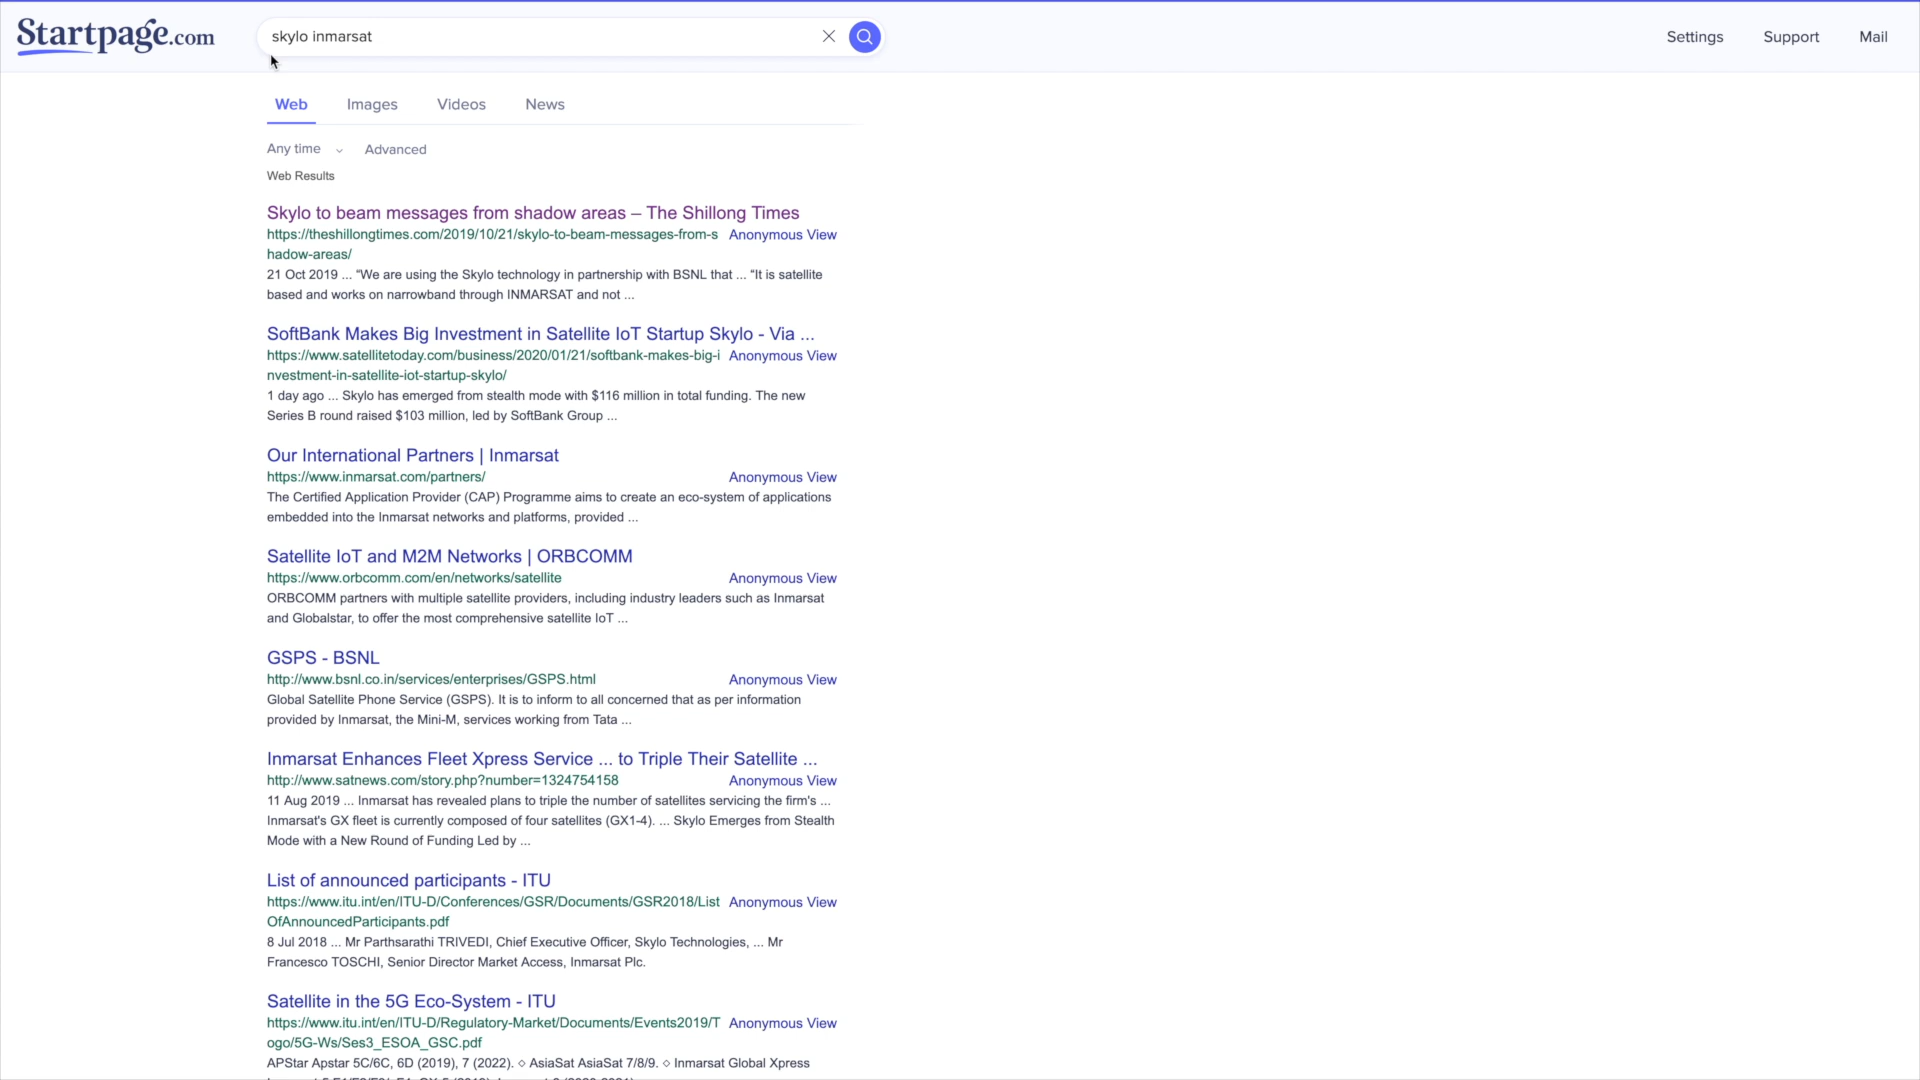 Startpage.com
skylo inmarsat
Settings
Support
Mail
Web
Images
Videos
News
Any time
Advanced
Web Results
Skylo to beam messages from shadow areas – The Shillong Times
https://theshillongtimes.com/2019/10/21/skylo-to-beam-messages-from-s
Anonymous View
hadow-areas/
21 Oct 2019 ... “We are using the Skylo technology in partnership with BSNL that ... “It is satellite
based and works on narrowband through INMARSAT and not ...
SoftBank Makes Big Investment in Satellite IoT Startup Skylo - Via ...
https://www.satellitetoday.com/business/2020/01/21/softbank-makes-big-i
Anonymous View
nvestment-in-satellite-iot-startup-skylo/
1 day ago ... Skylo has emerged from stealth mode with $116 million in total funding. The new
Series B round raised $103 million, led by SoftBank Group ...
Our International Partners | Inmarsat
https://www.inmarsat.com/partners/
Anonymous View
The Certified Application Provider (CAP) Programme aims to create an eco-system of applications
embedded into the Inmarsat networks and platforms, provided ...
Satellite IoT and M2M Networks | ORBCOMM
https://www.orbcomm.com/en/networks/satellite
Anonymous View
ORBCOMM partners with multiple satellite providers, including industry leaders such as Inmarsat
and Globalstar, to offer the most comprehensive satellite IoT ...
GSPS - BSNL
http://www.bsnl.co.in/services/enterprises/GSPS.html
Anonymous View
Global Satellite Phone Service (GSPS). It is to inform to all concerned that as per information
provided by Inmarsat, the Mini-M, services working from Tata ...
Inmarsat Enhances Fleet Xpress Service ... to Triple Their Satellite ...
http://www.satnews.com/story.php?number=1324754158
Anonymous View
11 Aug 2019 ... Inmarsat has revealed plans to triple the number of satellites servicing the firm's ...
Inmarsat's GX fleet is currently composed of four satellites (GX1-4). ... Skylo Emerges from Stealth
Mode with a New Round of Funding Led by ...
List of announced participants - ITU
https://www.itu.int/en/ITU-D/Conferences/GSR/Documents/GSR2018/List
Anonymous View
OfAnnouncedParticipants.pdf
8 Jul 2018 ... Mr Parthsarathi TRIVEDI, Chief Executive Officer, Skylo Technologies, ... Mr
Francesco TOSCHI, Senior Director Market Access, Inmarsat Plc.
Satellite in the 5G Eco-System - ITU
https://www.itu.int/en/ITU-D/Regulatory-Market/Documents/Events2019/T
Anonymous View
ogo/5G-Ws/Ses3_ESOA_GSC.pdf
APStar Apstar 5C/6C, 6D (2019), 7 (2022). ◇ AsiaSat AsiaSat 7/8/9. ◇ Inmarsat Global Xpress